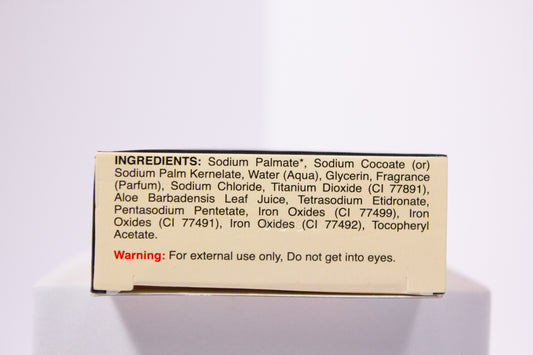 INGREDIENTS: Sodium Palmate*, Sodium Cocoate (or)
Sodium Palm Kernelate, Water (Aqua), Glycerin, Fragrance
(Parfum), Sodium Chloride, Titanium Dioxide (CI 77891),
Aloe Barbadensis Leaf Juice, Tetrasodium Etidronate,
Pentasodium Pentetate, Iron Oxides (CI 77499), Iron
Oxides (CI 77491), Iron Oxides (CI 77492), Tocopheryl
Acetate.
Warning: For external use only, Do not get into eyes.